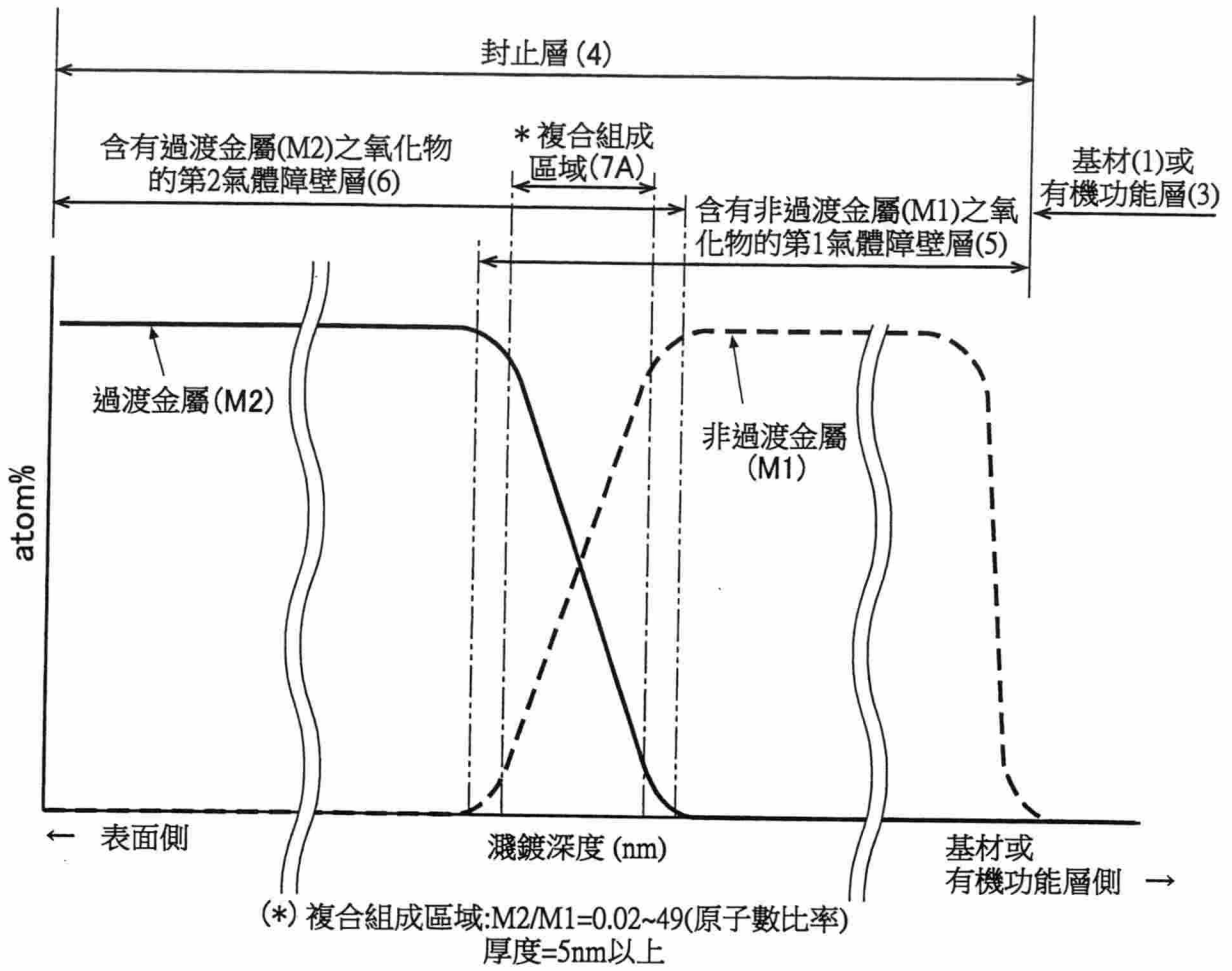 封止層(4)
含有過渡金屬(M2)之氧化物
的第2氣體障壁層(6)
*複合組成
區域(7A)
基材(1)或
有機功能層(3)
含有非過渡金屬(M1)之氧
化物的第1氣體障壁層(5)
過渡金屬(M2)
非過渡金屬
(M1)
atom%
← 表面側
濺鍍深度(nm)
基材或
有機功能層側 →
(*) 複合組成區域:M2/M1=0.02~49(原子數比率)
厚度=5nm以上